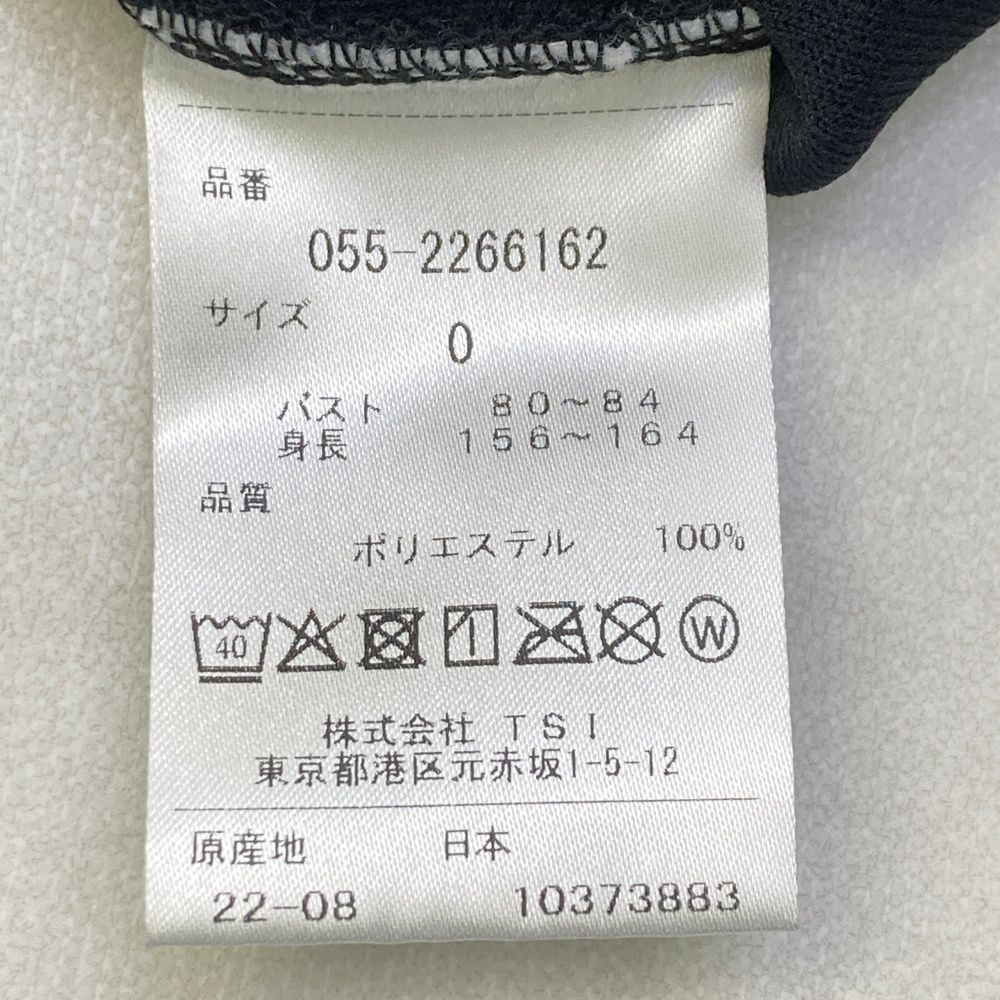 品番
055-2266162
サイズ
0
バスト 80～84
身長 156～164
品質
ポリエステル 100%
40 W
株式会社 TSI
東京都港区元赤坂1-5-12
原産地 日本
22-08 10373883